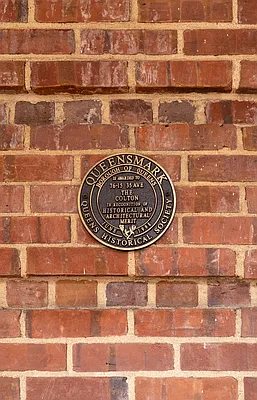 QUEENSMARK
BOROUGH OF QUEENS
IS AWARDED TO
76-15 35 AVE
THE
COLTON
IN RECOGNITION OF
HISTORICAL AND
ARCHITECTURAL
MERIT
QUEENS HISTORICAL SOCIETY